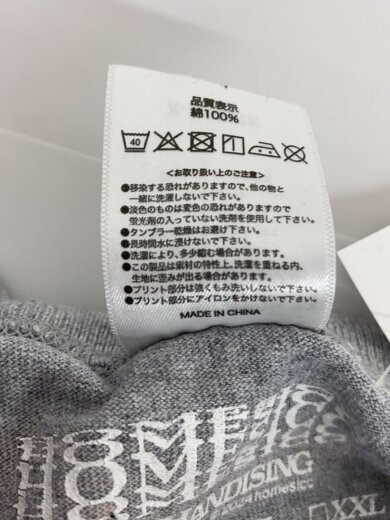 品質表示
綿100%
40
<お取り扱い上のご注意>
●移染する恐れがありますので、他の物と
一緒に洗濯しないで下さい。
●淡色のものは変色の恐れがありますので
蛍光剤の入っていない洗剤を使用して下さい。
●タンブラー乾燥はお避け下さい。
●長時間水に浸けないで下さい。
●洗濯により、多少縮む場合があります。
●この製品は素材の特性上、洗濯を重ねる内、
生地に歪みが出る場合があります。
●プリント部分は強くもみ洗いしないで下さい。
●プリント部分にアイロンをかけないで下さい。
MADE IN CHINA
XXL